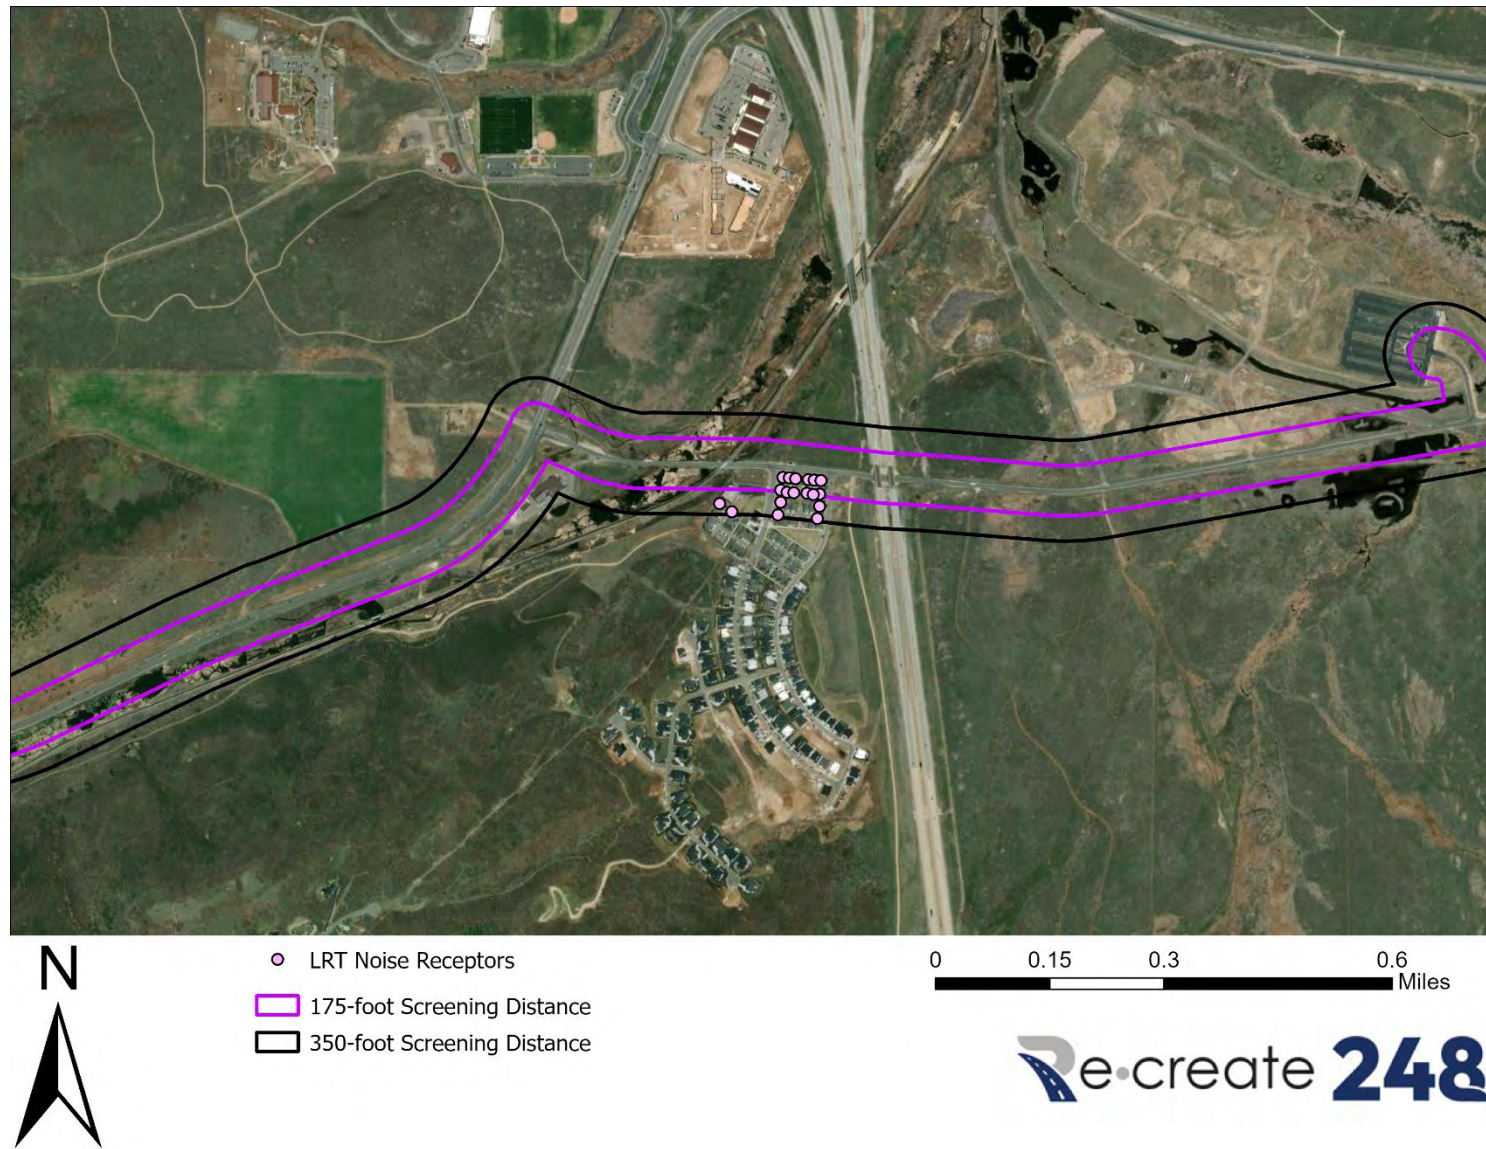 N
LRT Noise Receptors
175-foot Screening Distance
350-foot Screening Distance
0 0.15 0.3 0.6
Miles
Re•create 248